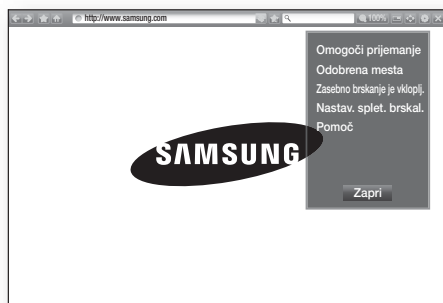 http://www.samsung.com
100%
Omogoči prijemanje
Odobrena mesta
Zasebno brskanje je vkloplj.
Nastav. splet. brskal.
Pomoč
SAMSUNG
Zapri